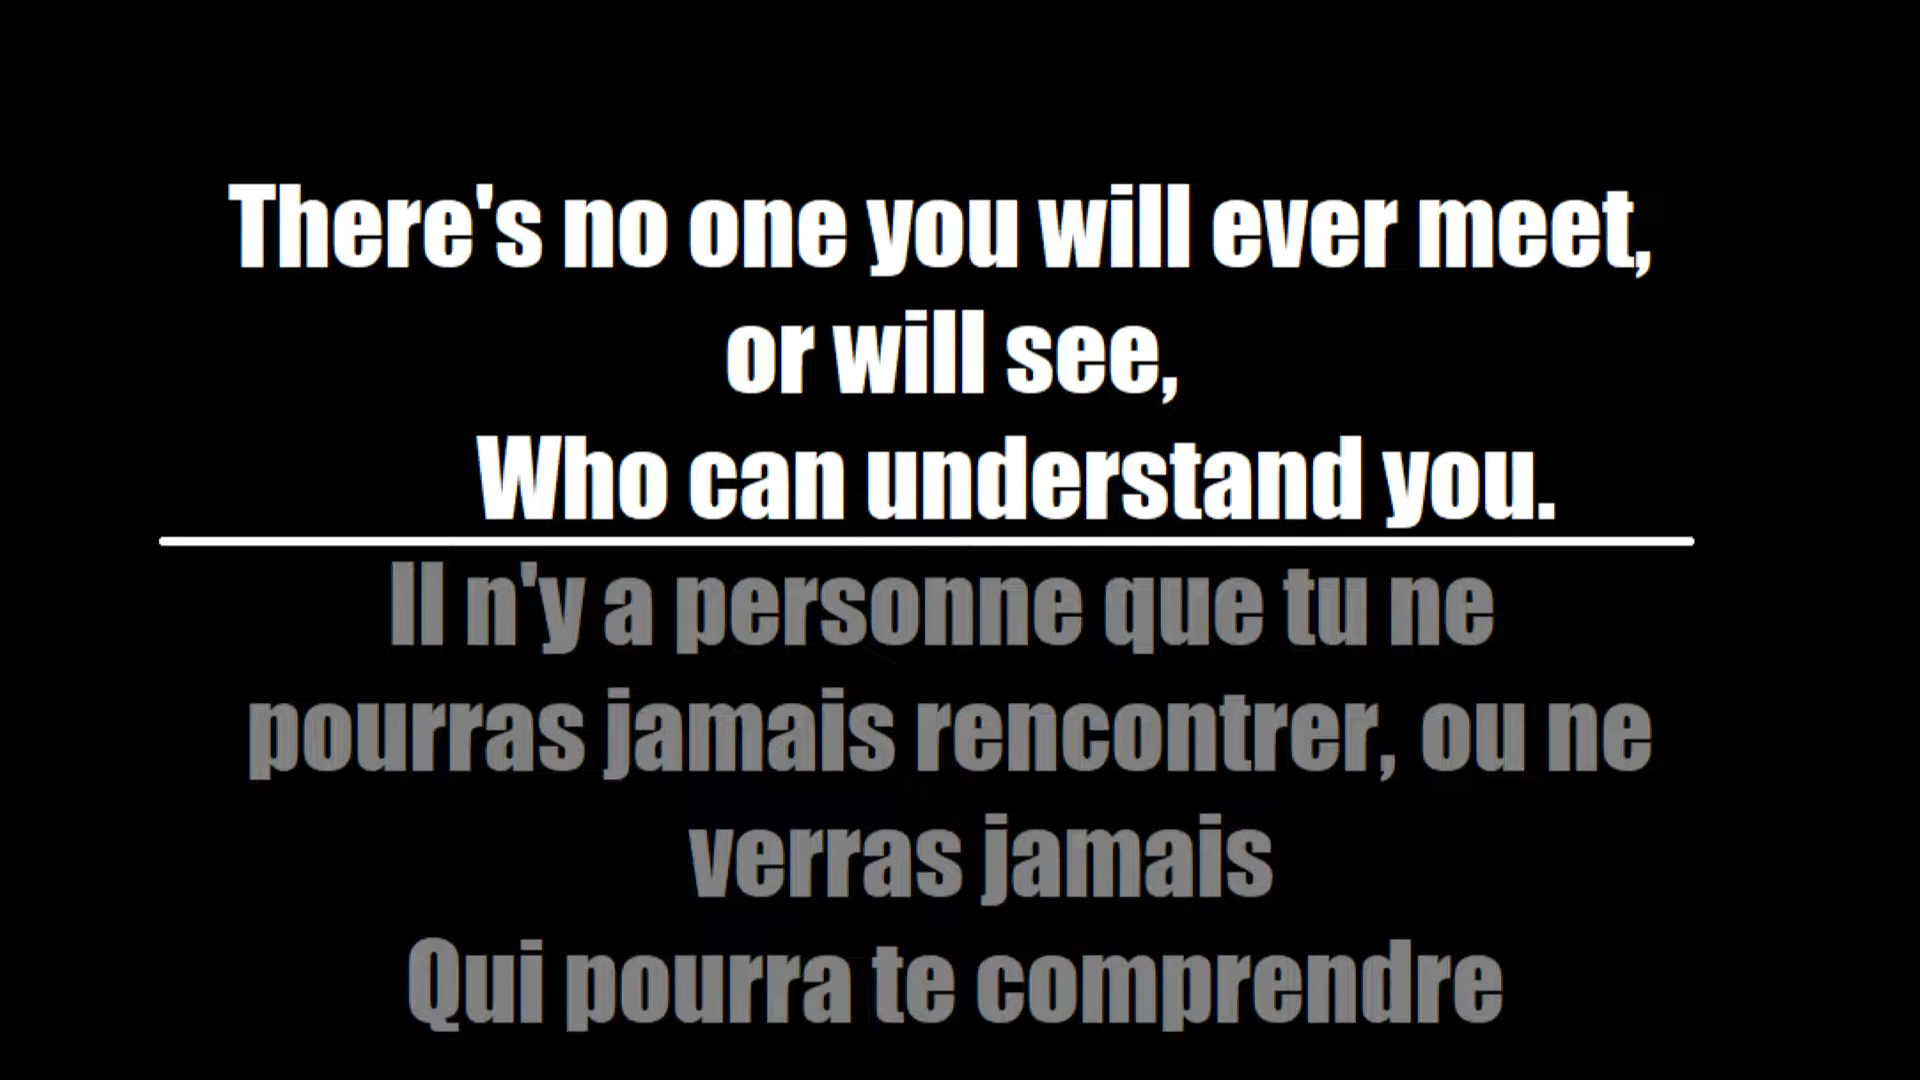 There's no one you will ever meet,
or will see,
Who can understand you.
Il n'y a personne que tu ne
pourras jamais rencontrer, ou ne
verras jamais
Qui pourra te comprendre